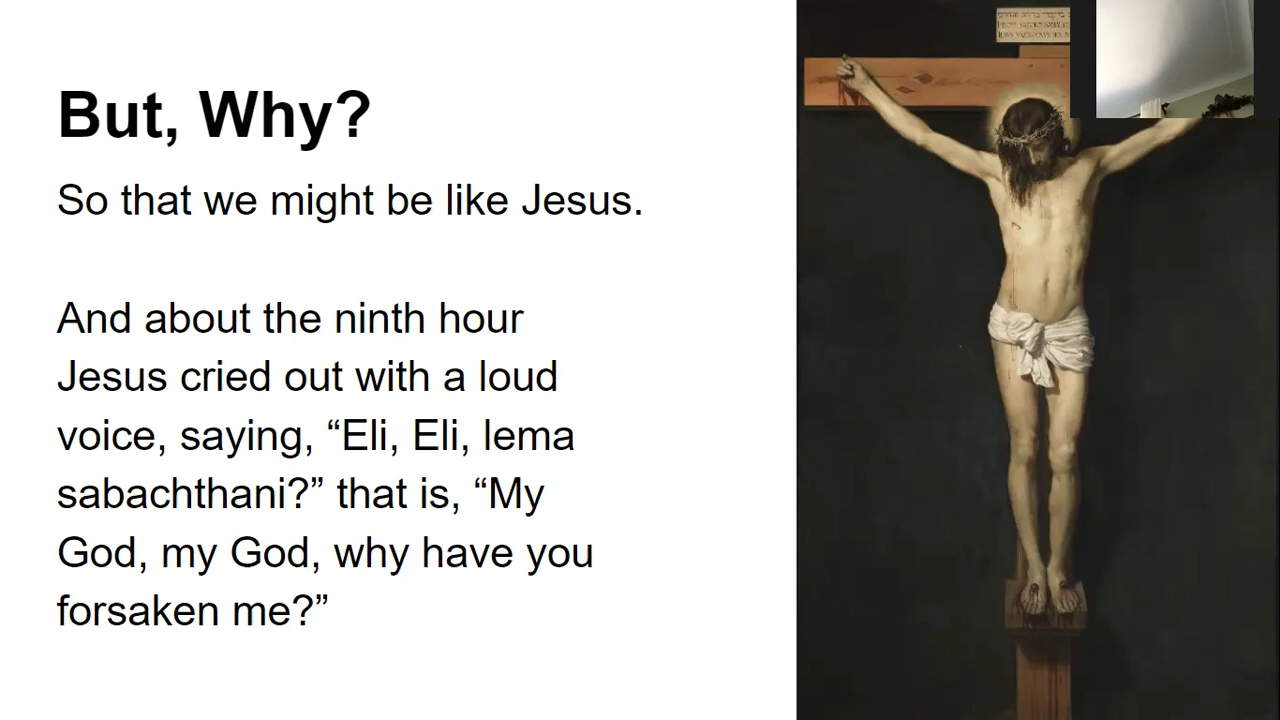 But, Why?
So that we might be like Jesus.
And about the ninth hour
Jesus cried out with a loud
voice, saying, “Eli, Eli, lema
sabachthani?” that is, “My
God, my God, why have you
forsaken me?”